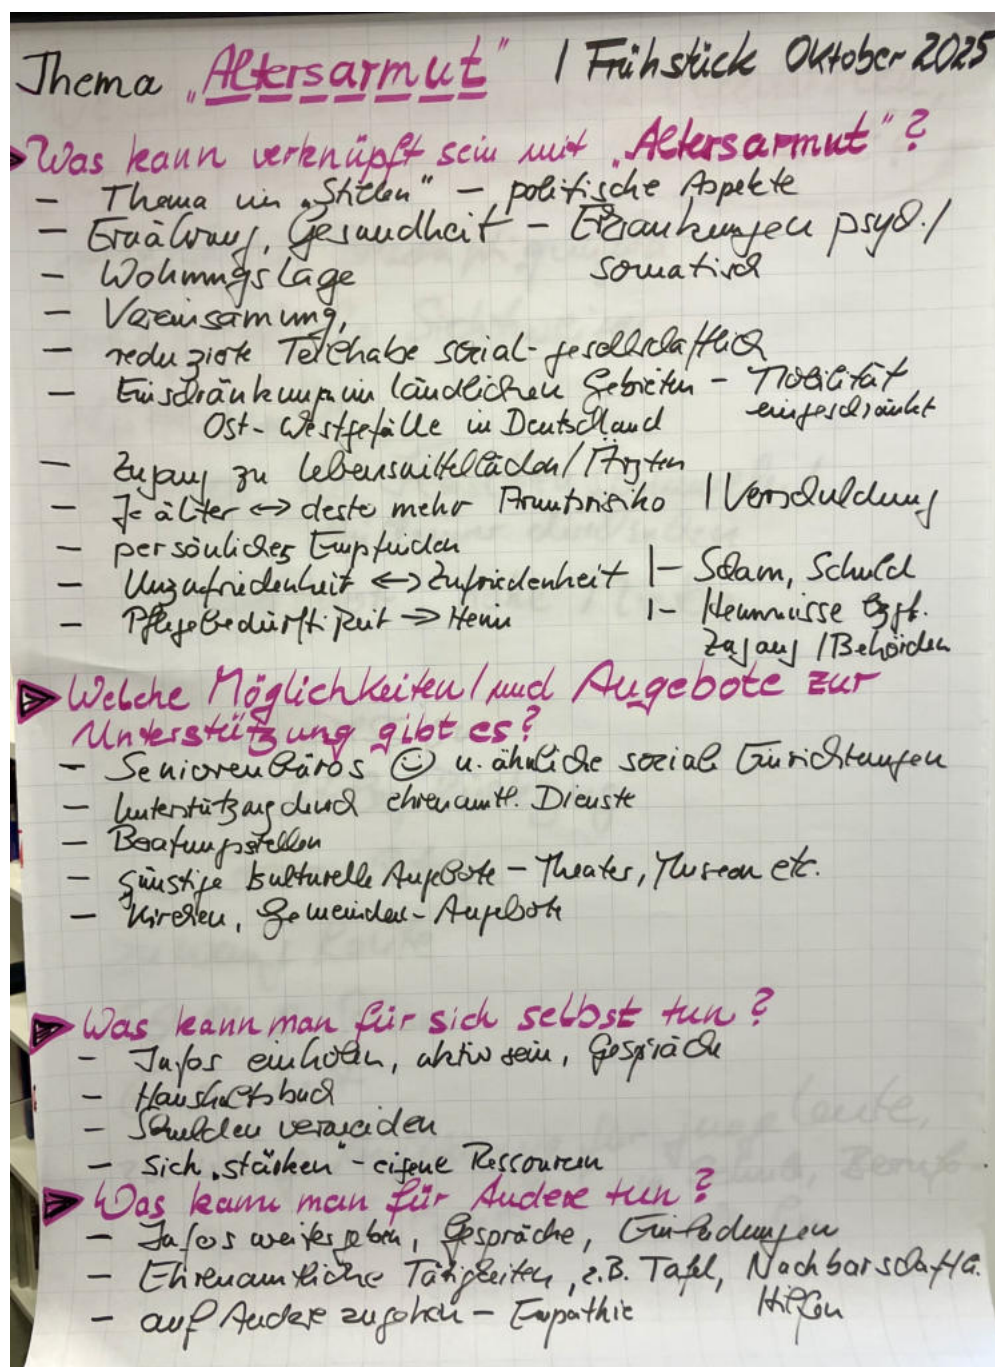 Thema „Altersarmut" | Frühstück Oktober 2025
Was kann verknüpft sein mit „Altersarmut"?
– Thema im „Stillen" – politische Aspekte
– Ernährung, Gesundheit – Erkrankungen psych./
somatisch
– Wohnungslage
– Vereinsamung,
– reduzierte Teilhabe sozial-gesellschaftlich
– Einschränkungen in ländlichen Gebieten – Mobilität
eingeschränkt
Ost-Westgefälle in Deutschland
– Zugang zu Lebensmittelläden/Ärzten
– Je älter ↔ desto mehr Armutsrisiko | Verschuldung
– persönliches Empfinden
– Unzufriedenheit ↔ Zufriedenheit |– Scham, Schuld
– Pflegebedürftigkeit → Heim |– Hemmnisse bzgl.
Zugang / Behörden
Welche Möglichkeiten/und Angebote zur
Unterstützung gibt es?
– Seniorenbüros ☺ u. ähnliche soziale Einrichtungen
– Unterstützung durch ehrenamtl. Dienste
– Beratungsstellen
– günstige kulturelle Angebote – Theater, Museen etc.
– Kirchen, Gemeinden-Angebote
Was kann man für sich selbst tun?
– Infos einholen, aktiv sein, Gespräche
– Haushaltsbuch
– Schulden vermeiden
– sich „stärken" – eigene Ressourcen
Was kann man für Andere tun?
– Infos weitergeben, Gespräche, Einladungen
– Ehrenamtliche Tätigkeiten, z.B. Tafel, Nachbarschaftl.
Hilfen
– auf Andere zugehen – Empathie